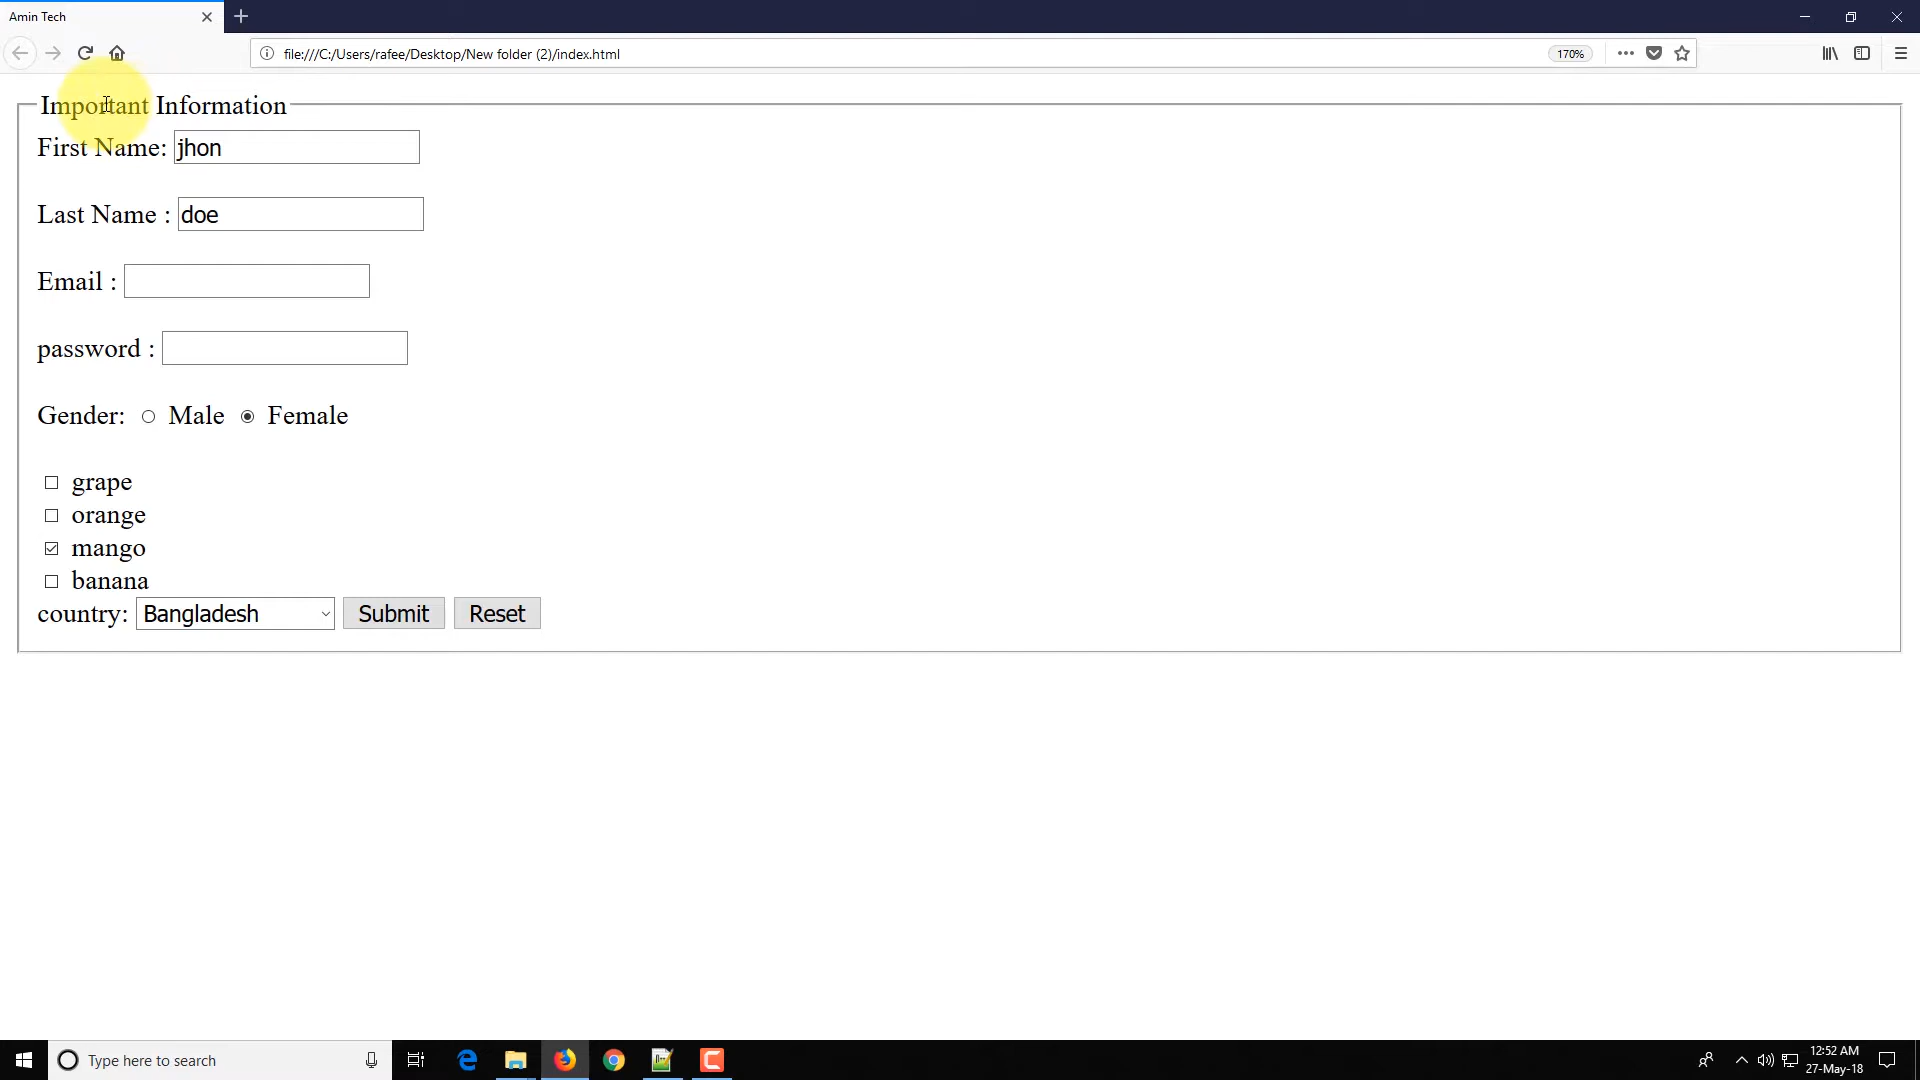 Amin Tech
file:///C:/Users/rafee/Desktop/New folder (2)/index.html
170%
Important Information
First Name: jhon
Last Name : doe
Email :
password :
Gender: Male Female
grape
orange
mango
banana
country: Bangladesh Submit Reset
Type here to search
12:52 AM
27-May-18